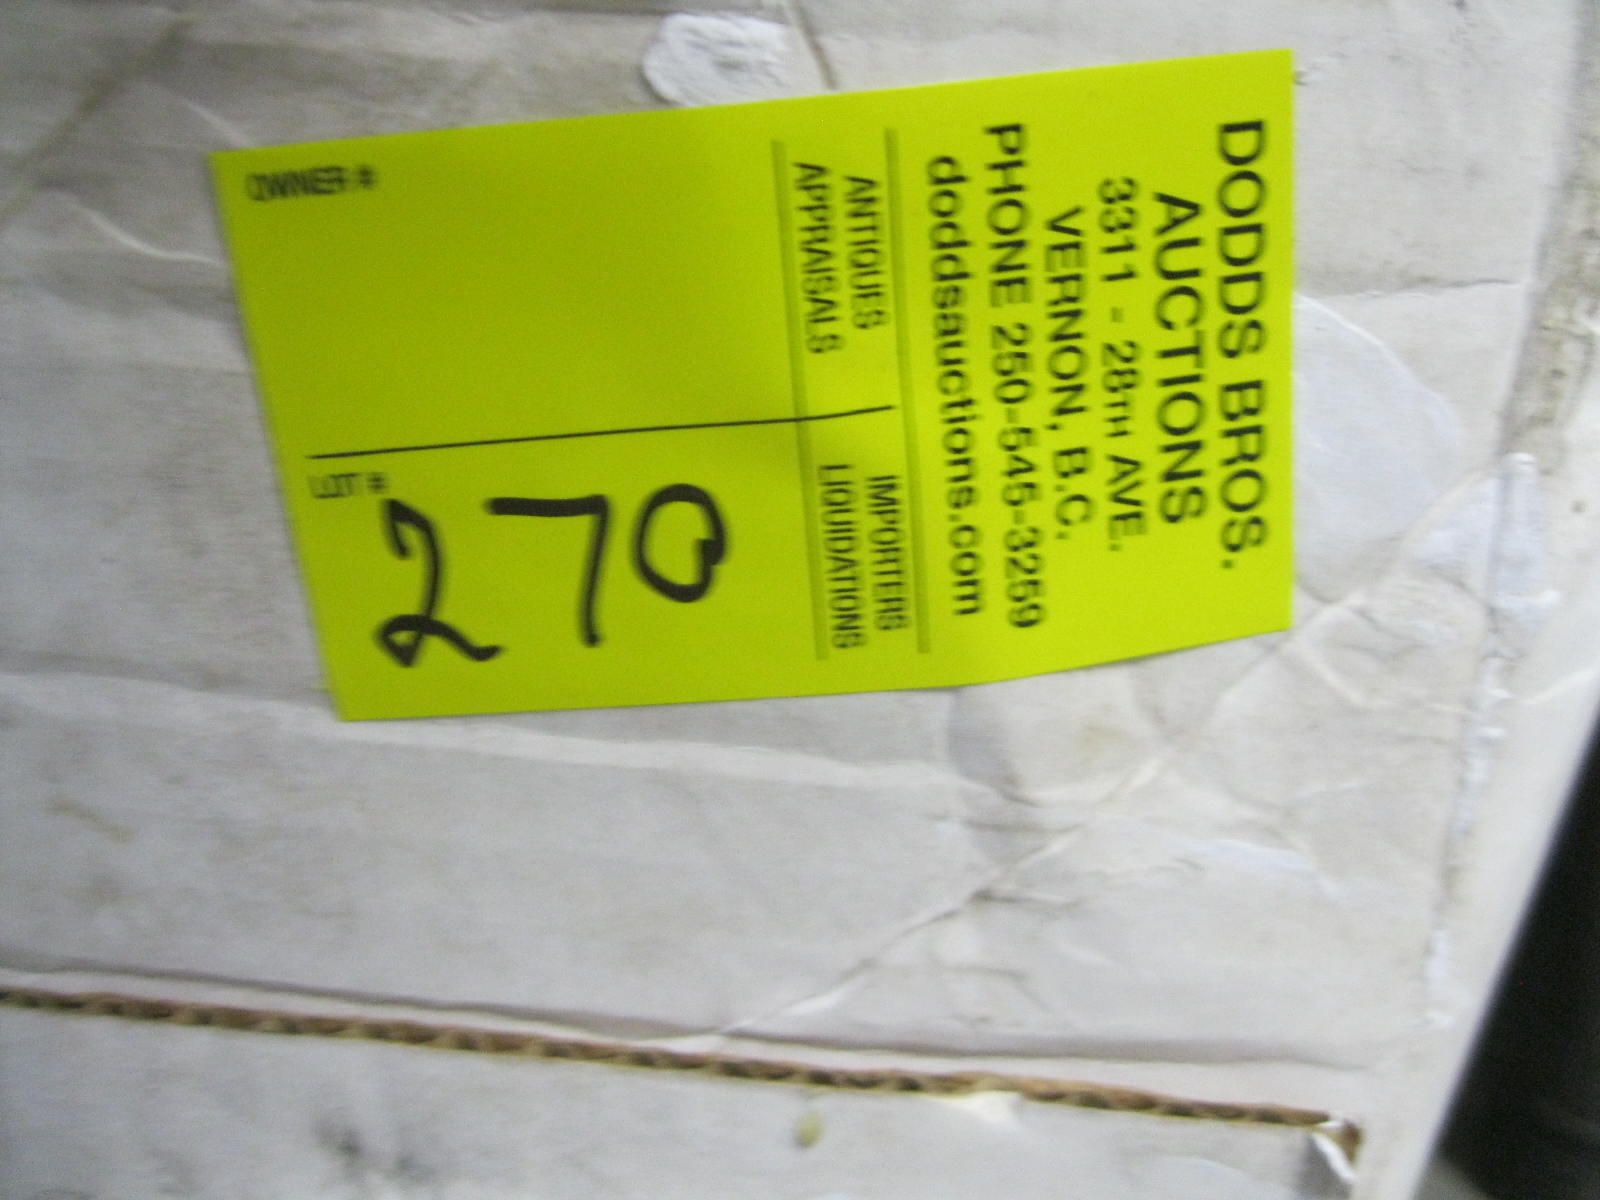 DODDS BROS.
AUCTIONS
3311 - 28TH AVE.
VERNON, B.C.
PHONE 250-545-3259
doddsauctions.com
ANTIQUES IMPORTERS
APPRAISALS LIQUIDATIONS
OWNER # LOT #
270